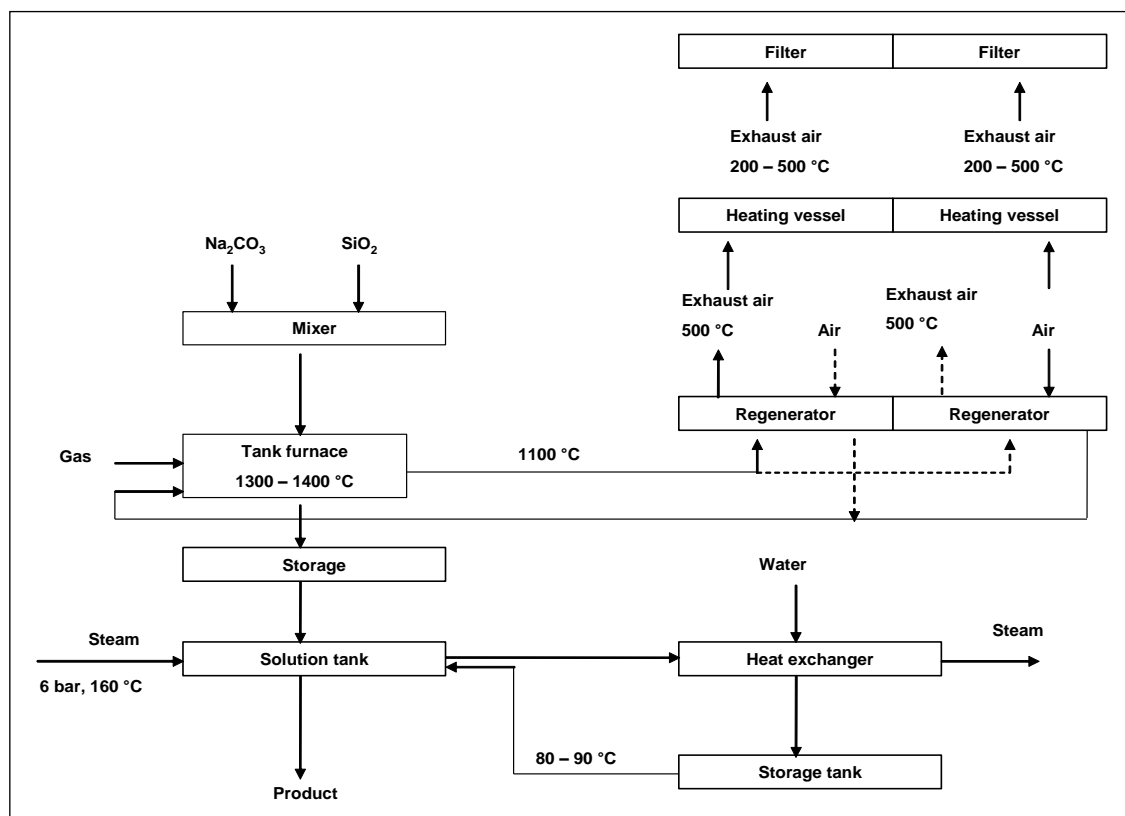 Filter
Filter
Exhaust air
200 – 500 °C
Exhaust air
200 – 500 °C
Heating vessel
Heating vessel
Na₂CO₃
SiO₂
Exhaust air
500 °C
Air
Exhaust air
500 °C
Air
Mixer
Regenerator
Regenerator
Gas
Tank furnace
1300 – 1400 °C
1100 °C
Storage
Water
Steam
6 bar, 160 °C
Solution tank
Heat exchanger
Steam
80 – 90 °C
Storage tank
Product